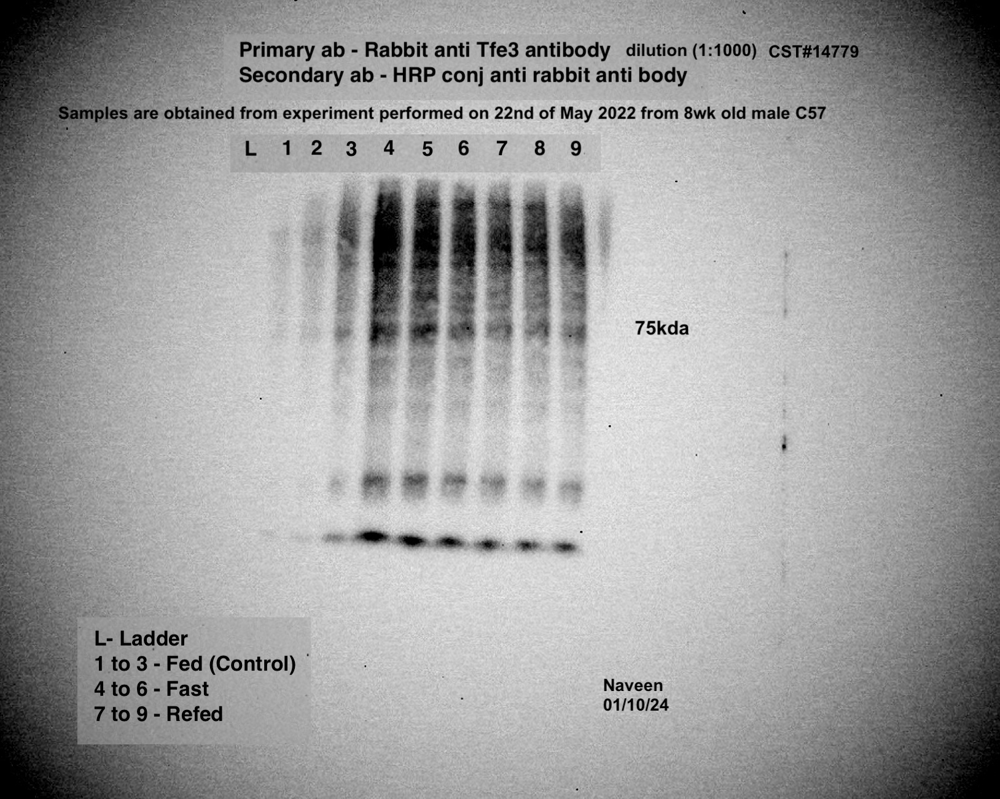 Primary ab - Rabbit anti Tfe3 antibody dilution (1:1000) CST#14779
Secondary ab - HRP conj anti rabbit anti body
Samples are obtained from experiment performed on 22nd of May 2022 from 8wk old male C57
L 1 2 3 4 5 6 7 8 9
75kda
L- Ladder
1 to 3 - Fed (Control)
4 to 6 - Fast
7 to 9 - Refed
Naveen
01/10/24